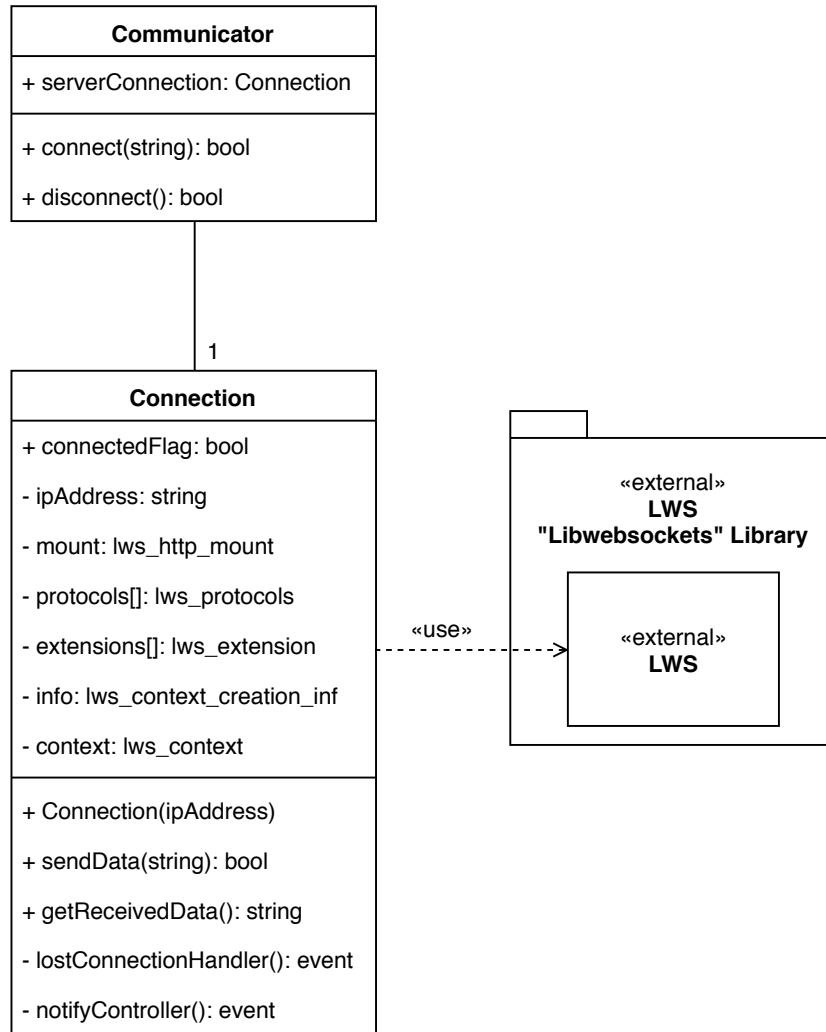 Communicator
+ serverConnection: Connection
+ connect(string): bool
+ disconnect(): bool
1
Connection
+ connectedFlag: bool
- ipAddress: string
- mount: lws_http_mount
- protocols[]: lws_protocols
- extensions[]: lws_extension
- info: lws_context_creation_inf
- context: lws_context
+ Connection(ipAddress)
+ sendData(string): bool
+ getReceivedData(): string
- lostConnectionHandler(): event
- notifyController(): event
«use»
«external»
LWS
"Libwebsockets" Library
«external»
LWS